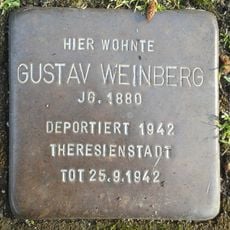 HIER WOHNTE
GUSTAV WEINBERG
JG. 1880
DEPORTIERT 1942
THERESIENSTADT
TOT 25.9.1942